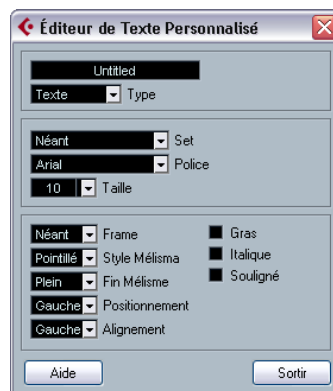 Éditeur de Texte Personnalisé
Untitled
Texte Type
Néant Set
Arial Police
10 Taille
Néant Frame Gras
Pointillé Style Mélisma Italique
Plein Fin Mélisme Souligné
Gauche Positionnement
Gauche Alignement
Aide Sortir